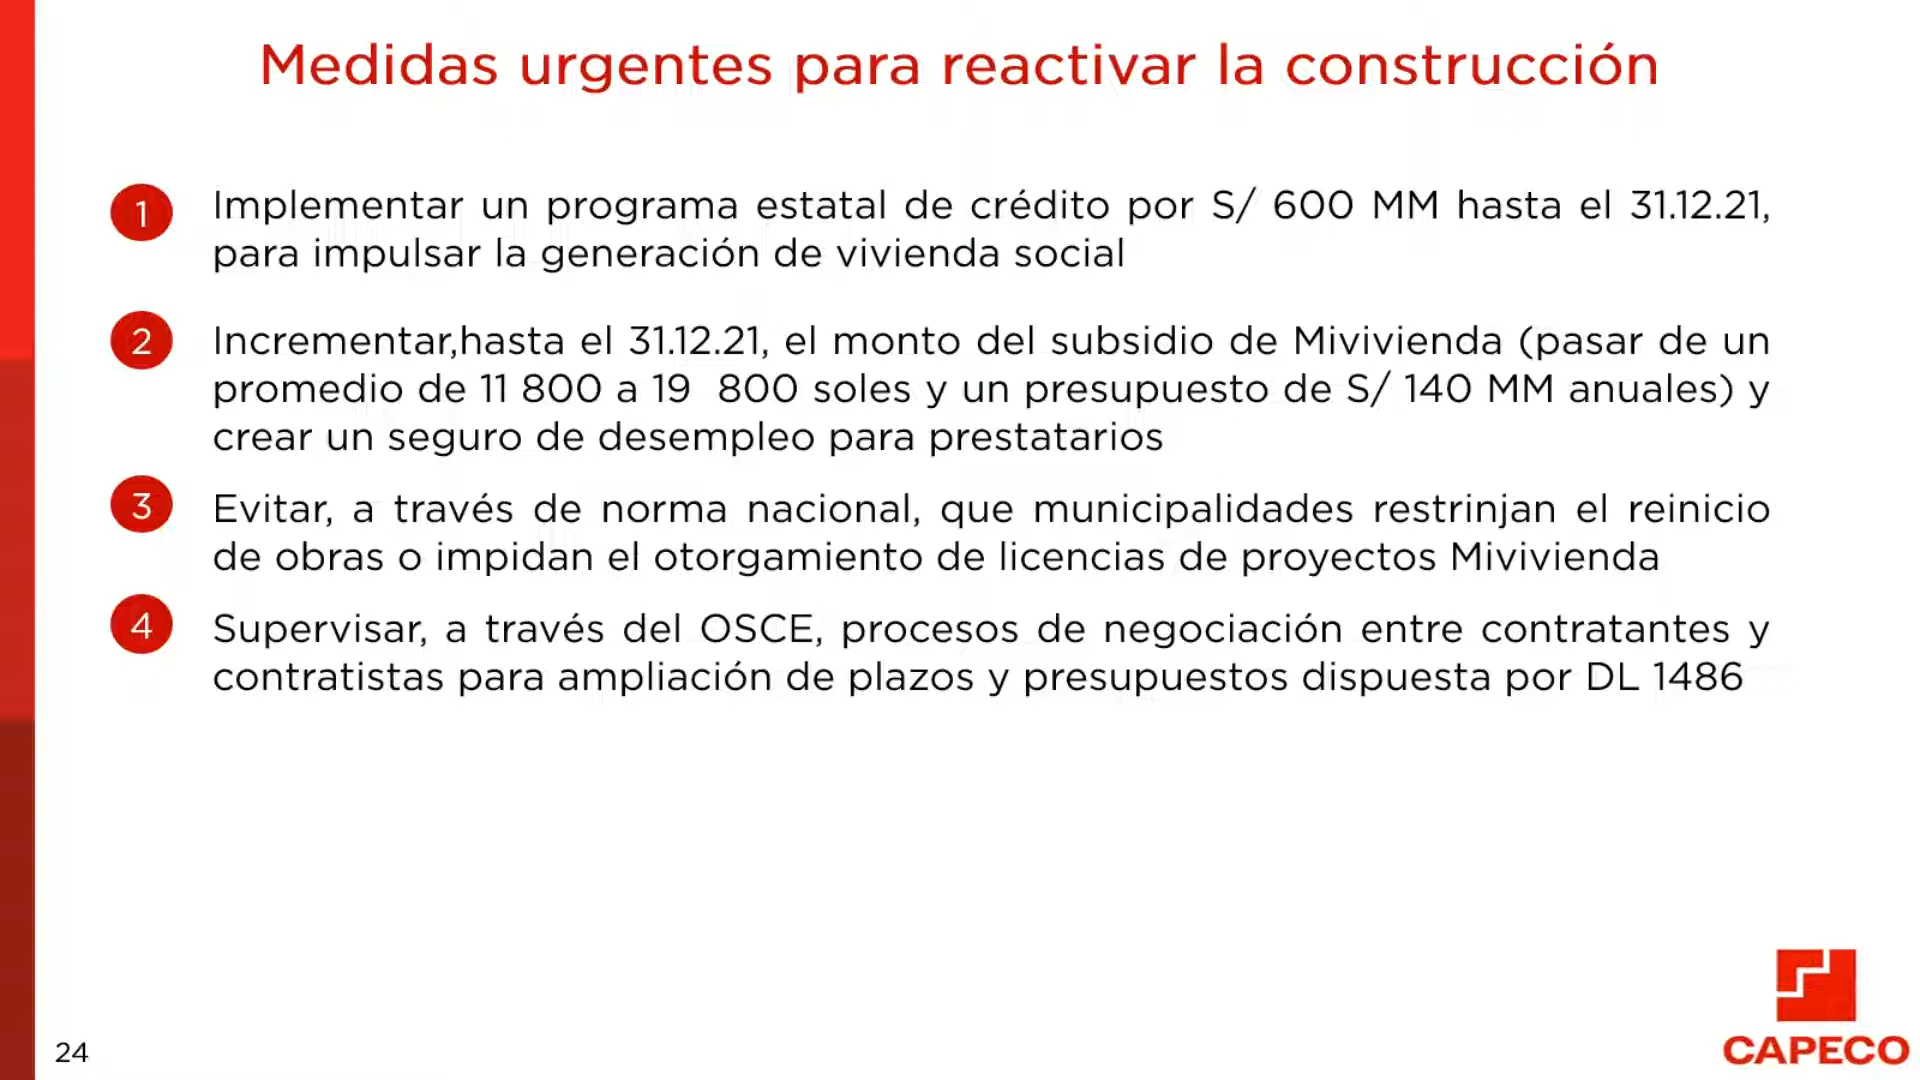 Medidas urgentes para reactivar la construcción
1 Implementar un programa estatal de crédito por S/ 600 MM hasta el 31.12.21,
para impulsar la generación de vivienda social
2 Incrementar,hasta el 31.12.21, el monto del subsidio de Mivivienda (pasar de un
promedio de 11 800 a 19  800 soles y un presupuesto de S/ 140 MM anuales) y
crear un seguro de desempleo para prestatarios
3 Evitar, a través de norma nacional, que municipalidades restrinjan el reinicio
de obras o impidan el otorgamiento de licencias de proyectos Mivivienda
4 Supervisar, a través del OSCE, procesos de negociación entre contratantes y
contratistas para ampliación de plazos y presupuestos dispuesta por DL 1486
24
CAPECO